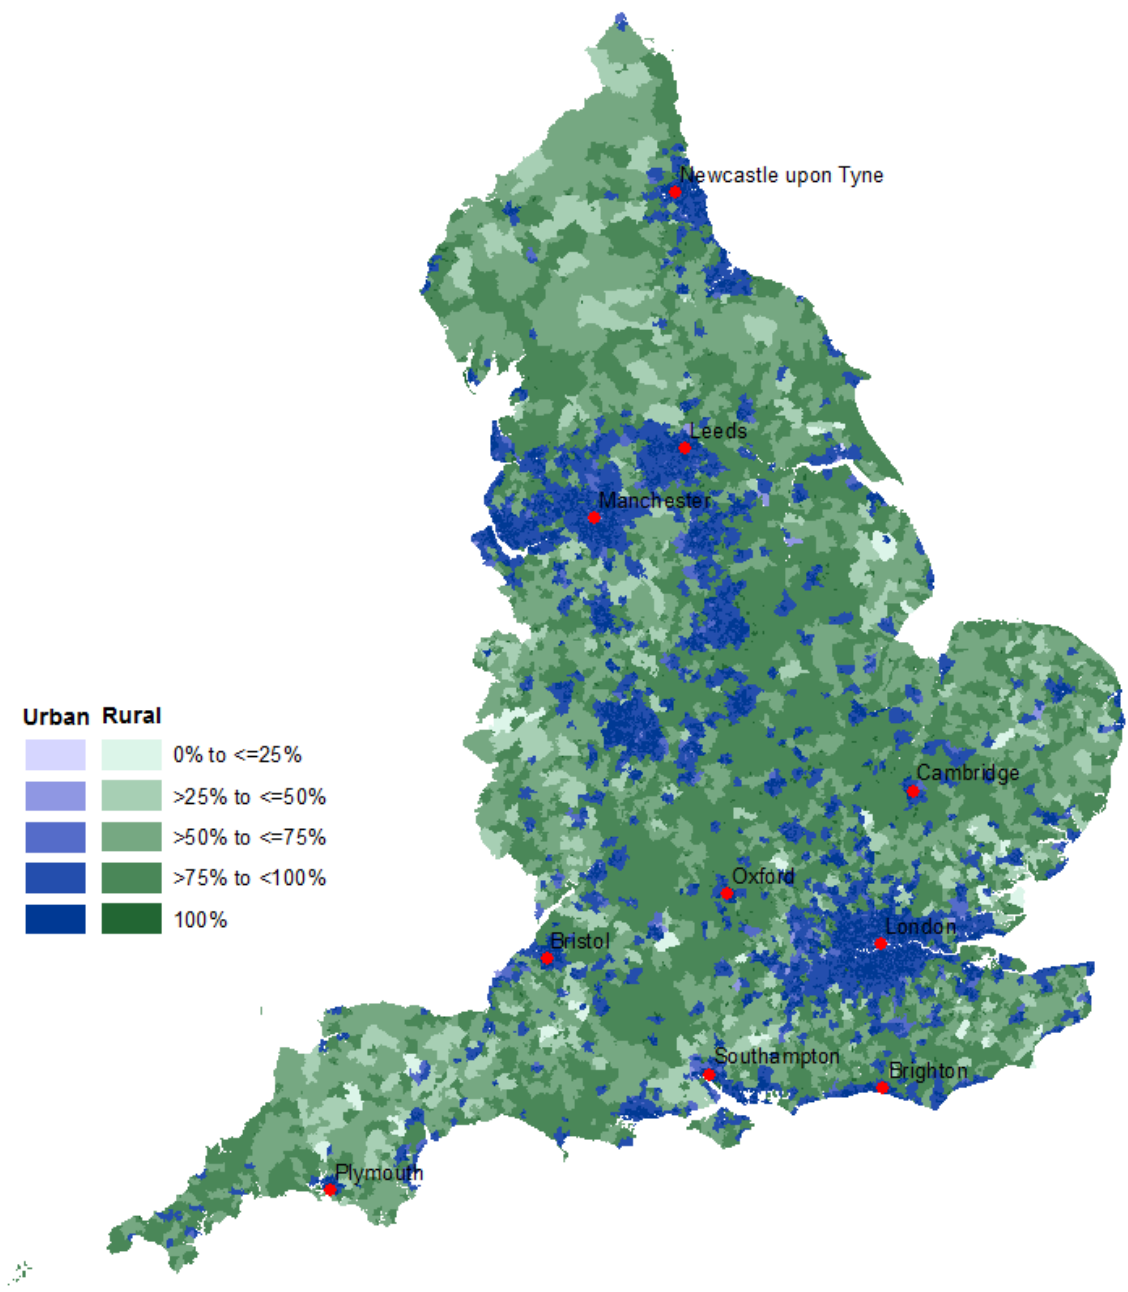 Newcastle upon Tyne
Leeds
Manchester
Urban Rural
0% to <=25%
>25% to <=50%
>50% to <=75%
>75% to <100%
100%
Cambridge
Oxford
London
Bristol
Southampton
Brighton
Plymouth